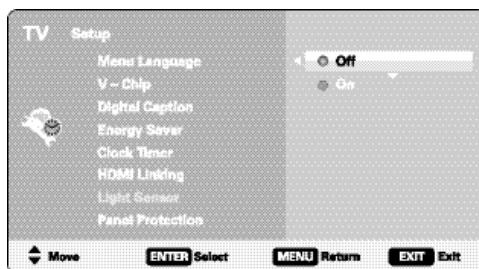 TV Setup
Menu Language
Off
V – Chip
On
Digital Caption
Energy Saver
Clock Timer
HDMI Linking
Light Sensor
Panel Protection
Move
ENTER Select
MENU Return
EXIT Exit